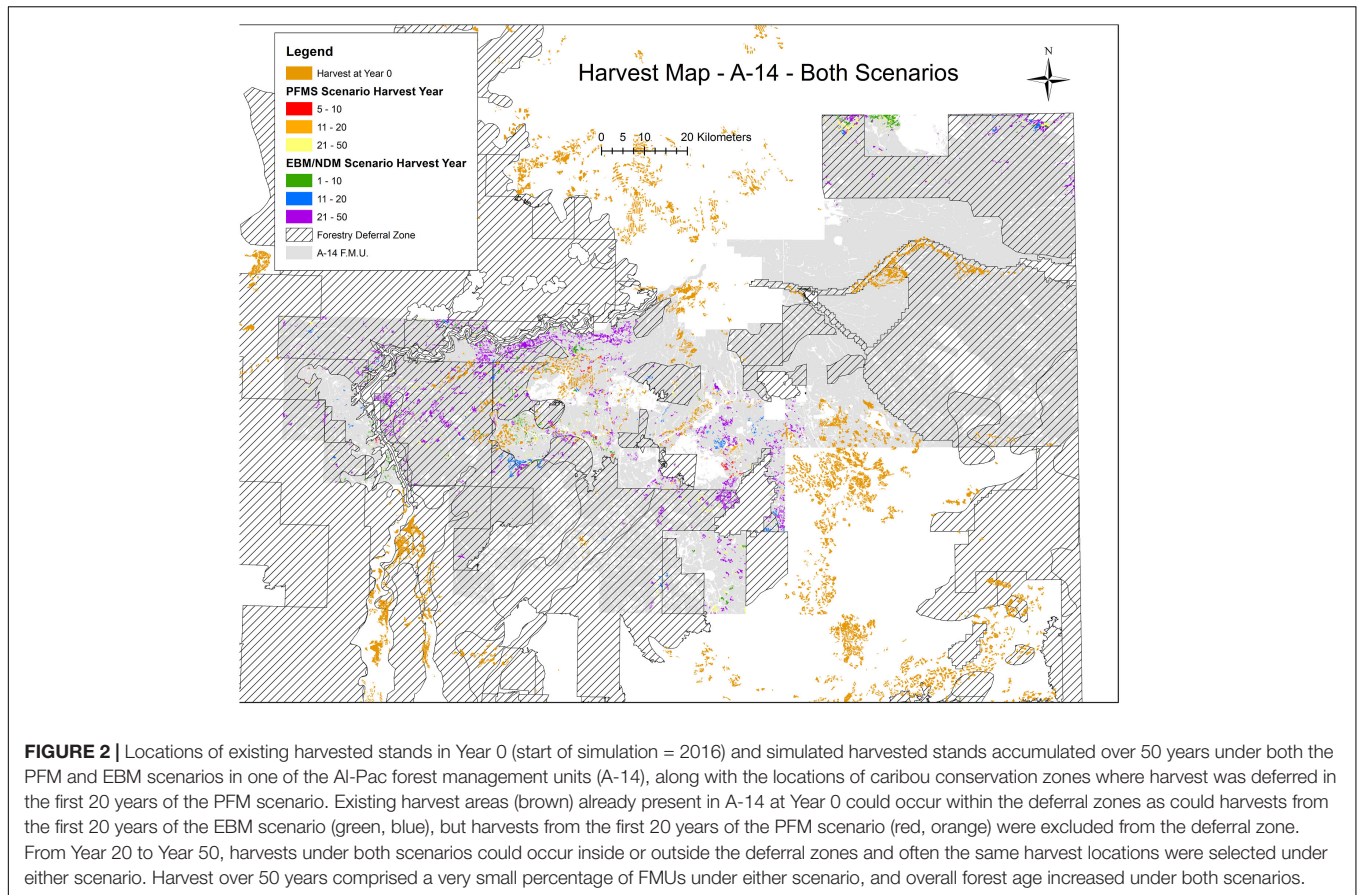 Legend
Harvest at Year 0
PFMS Scenario Harvest Year
5 - 10
11 - 20
21 - 50
EBM/NDM Scenario Harvest Year
1 - 10
11 - 20
21 - 50
Forestry Deferral Zone
A-14 F.M.U.
Harvest Map - A-14 - Both Scenarios
N
0 5 10 20 Kilometers
FIGURE 2 | Locations of existing harvested stands in Year 0 (start of simulation = 2016) and simulated harvested stands accumulated over 50 years under both the
PFM and EBM scenarios in one of the Al-Pac forest management units (A-14), along with the locations of caribou conservation zones where harvest was deferred in
the first 20 years of the PFM scenario. Existing harvest areas (brown) already present in A-14 at Year 0 could occur within the deferral zones as could harvests from
the first 20 years of the EBM scenario (green, blue), but harvests from the first 20 years of the PFM scenario (red, orange) were excluded from the deferral zone.
From Year 20 to Year 50, harvests under both scenarios could occur inside or outside the deferral zones and often the same harvest locations were selected under
either scenario. Harvest over 50 years comprised a very small percentage of FMUs under either scenario, and overall forest age increased under both scenarios.